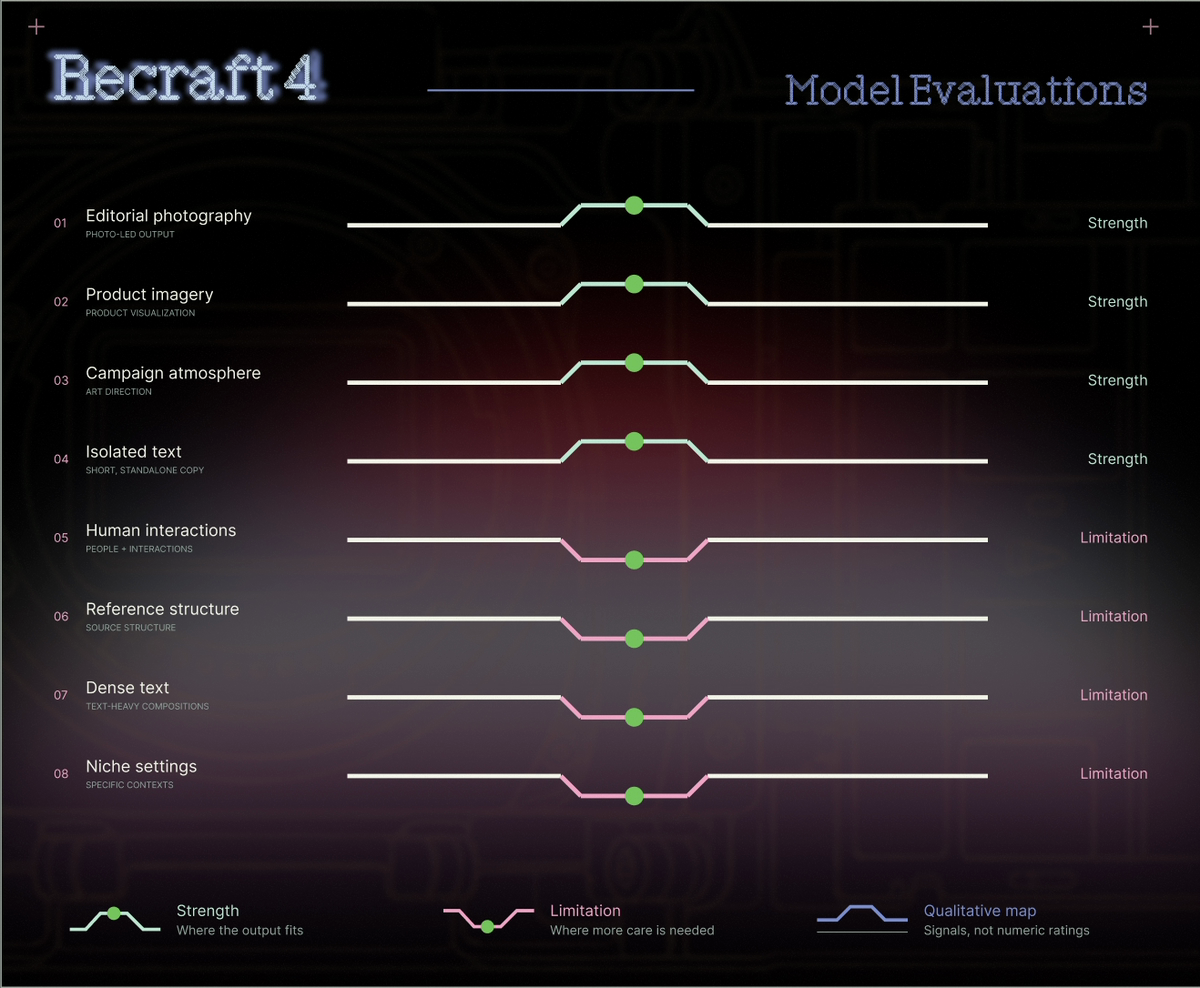 Recraft 4
Model Evaluations
01
Editorial photography
PHOTO-LED OUTPUT
Strength
02
Product imagery
PRODUCT VISUALIZATION
Strength
03
Campaign atmosphere
ART DIRECTION
Strength
04
Isolated text
SHORT, STANDALONE COPY
Strength
05
Human interactions
PEOPLE + INTERACTIONS
Limitation
06
Reference structure
SOURCE STRUCTURE
Limitation
07
Dense text
TEXT-HEAVY COMPOSITIONS
Limitation
08
Niche settings
SPECIFIC CONTEXTS
Limitation
Strength
Where the output fits
Limitation
Where more care is needed
Qualitative map
Signals, not numeric ratings